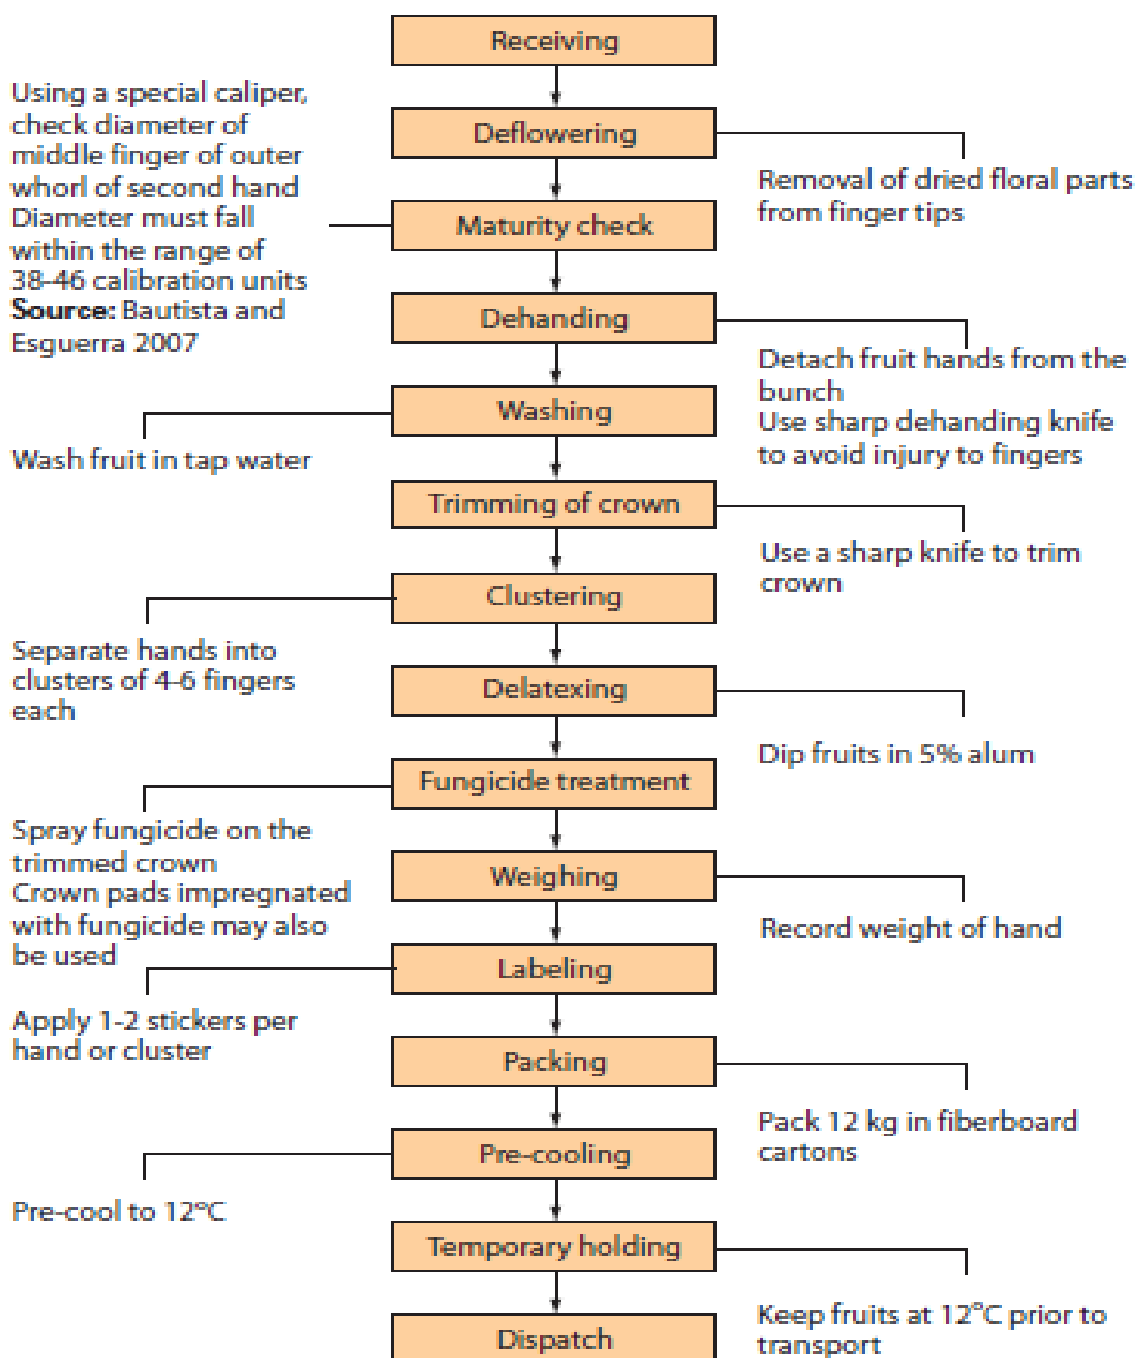 Receiving
Using a special caliper,
check diameter of
middle finger of outer
whorl of second hand
Diameter must fall
within the range of
38-46 calibration units
Source: Bautista and
Esguerra 2007
Deflowering
Removal of dried floral parts
from finger tips
Maturity check
Dehanding
Detach fruit hands from the
bunch
Use sharp dehanding knife
to avoid injury to fingers
Washing
Wash fruit in tap water
Trimming of crown
Use a sharp knife to trim
crown
Clustering
Separate hands into
clusters of 4-6 fingers
each
Delatexing
Dip fruits in 5% alum
Fungicide treatment
Spray fungicide on the
trimmed crown
Crown pads impregnated
with fungicide may also
be used
Weighing
Record weight of hand
Labeling
Apply 1-2 stickers per
hand or cluster
Packing
Pack 12 kg in fiberboard
cartons
Pre-cooling
Pre-cool to 12°C
Temporary holding
Keep fruits at 12°C prior to
transport
Dispatch